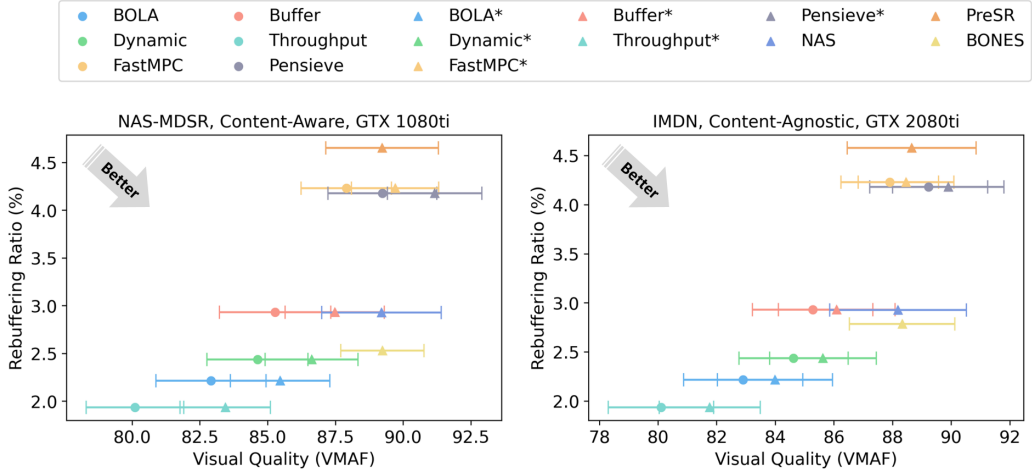 BOLA Buffer BOLA* Buffer* Pensieve* PreSR
Dynamic Throughput Dynamic* Throughput* NAS BONES
FastMPC Pensieve FastMPC*
NAS-MDSR, Content-Aware, GTX 1080ti
Better
Rebuffering Ratio (%)
4.5
4.0
3.5
3.0
2.5
2.0
80.0 82.5 85.0 87.5 90.0 92.5
Visual Quality (VMAF)
IMDN, Content-Agnostic, GTX 2080ti
Better
Rebuffering Ratio (%)
4.5
4.0
3.5
3.0
2.5
2.0
78 80 82 84 86 88 90 92
Visual Quality (VMAF)